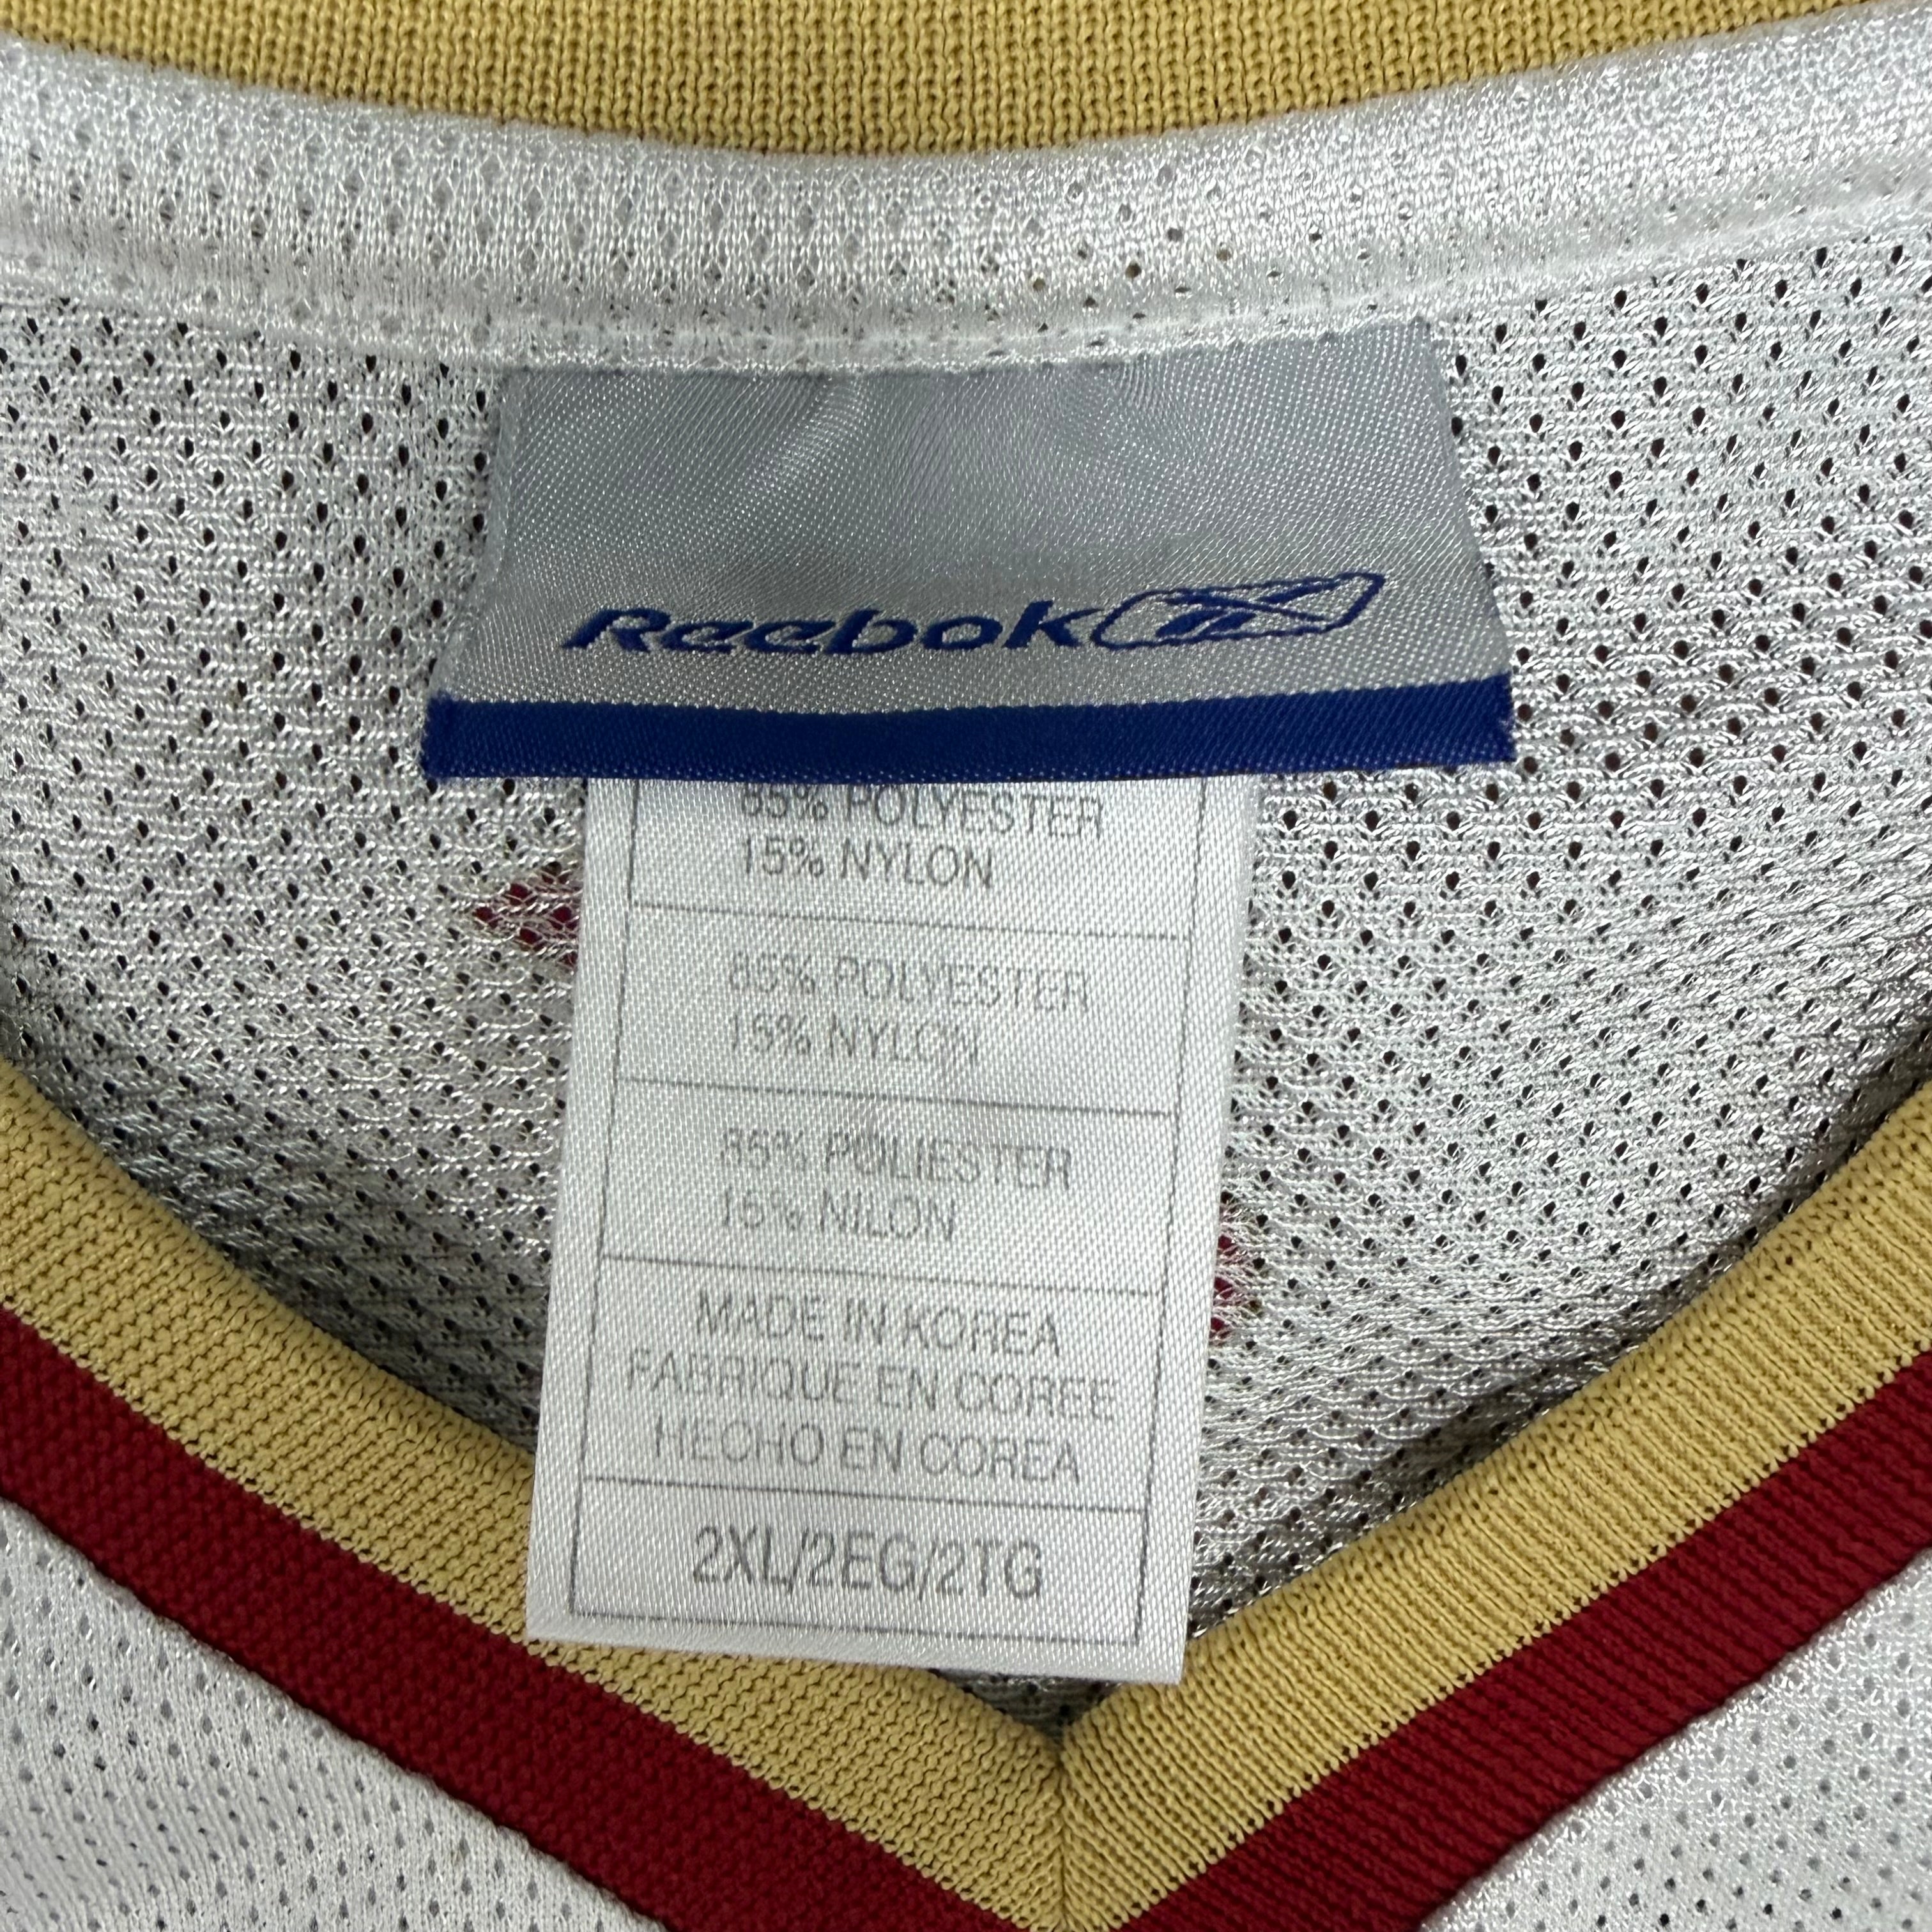 Reebok
85% POLYESTER
15% NYLON
85% POLYESTER
15% NYLON
85% POLIESTER
15% NILON
MADE IN KOREA
FABRIQUE EN COREE
HECHO EN COREA
2XL/2EG/2TG